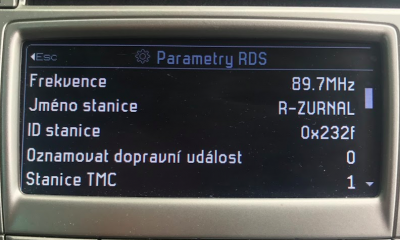 Esc Parametry RDS
Frekvence 89.7MHz
Jméno stanice R-ZURNAL
ID stanice 0x232f
Oznamovat dopravní událost 0
Stanice TMC 1